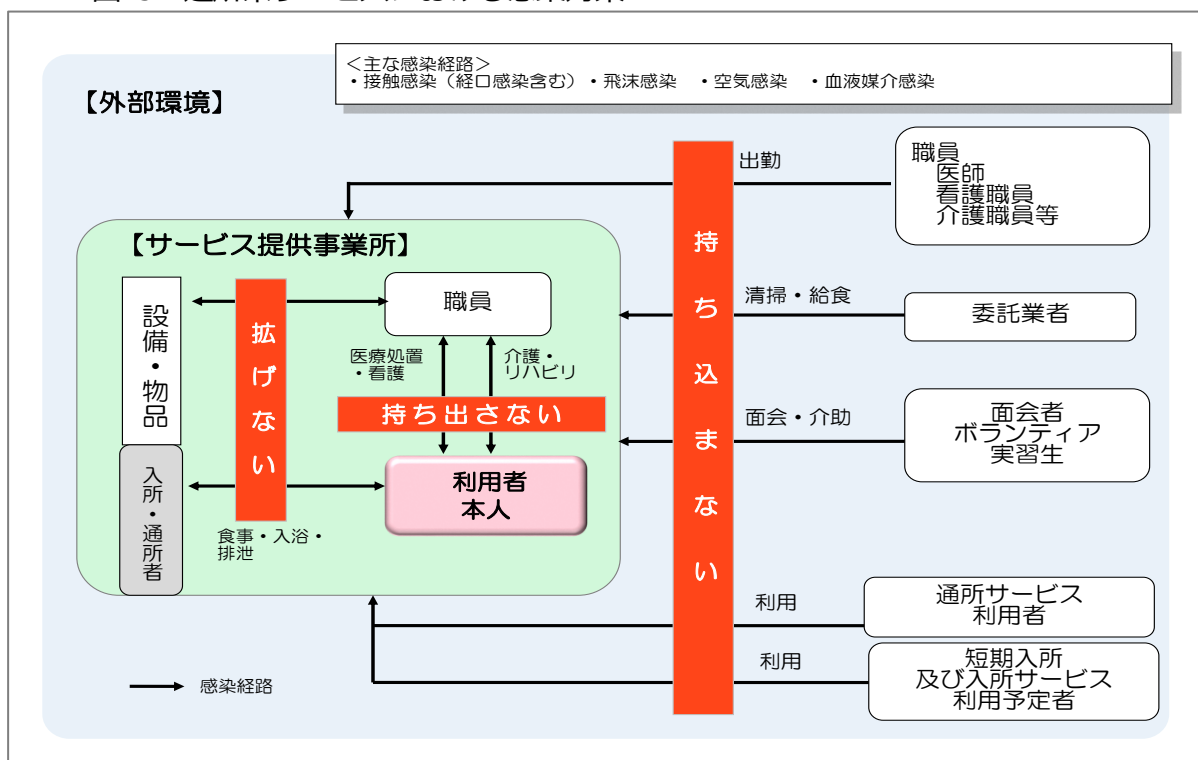 ＜主な感染経路＞
・接触感染（経口感染含む）・飛沫感染　・空気感染　・血液媒介感染
【外部環境】
出勤
職員
医師
看護職員
介護職員等
【サービス提供事業所】
設備・物品
拡げない
職員
医療処置
・看護
介護・
リハビリ
持ち出さない
利用者
本人
入所・通所者
食事・入浴・
排泄
持ち込まない
清掃・給食
委託業者
面会・介助
面会者
ボランティア
実習生
利用
通所サービス
利用者
利用
短期入所
及び入所サービス
利用予定者
感染経路